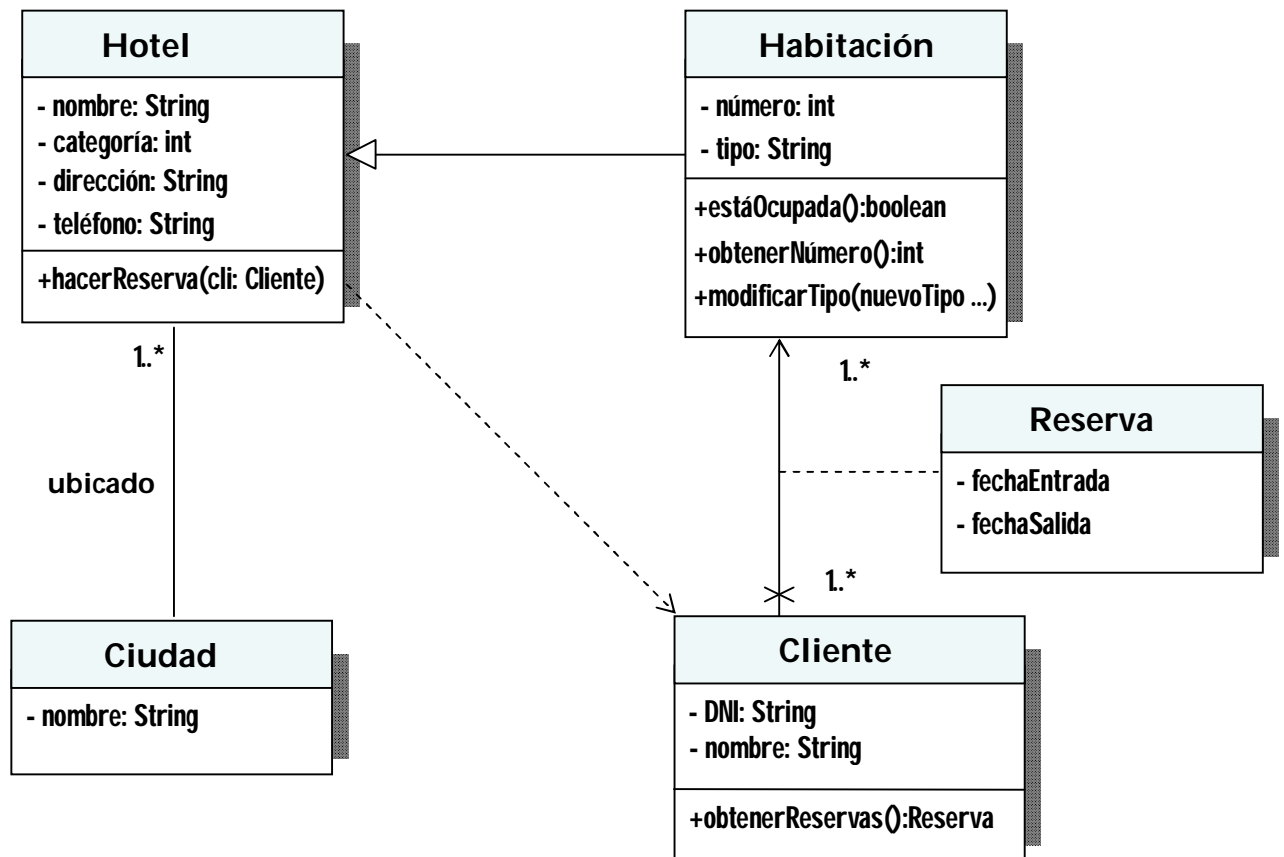 Hotel
- nombre: String
- categoría: int
- dirección: String
- teléfono: String
+hacerReserva(cli: Cliente)
Habitación
- número: int
- tipo: String
+estáOcupada():boolean
+obtenerNúmero():int
+modificarTipo(nuevoTipo ...)
1..*
1..*
Reserva
- fechaEntrada
- fechaSalida
ubicado
1..*
Ciudad
- nombre: String
Cliente
- DNI: String
- nombre: String
+obtenerReservas():Reserva